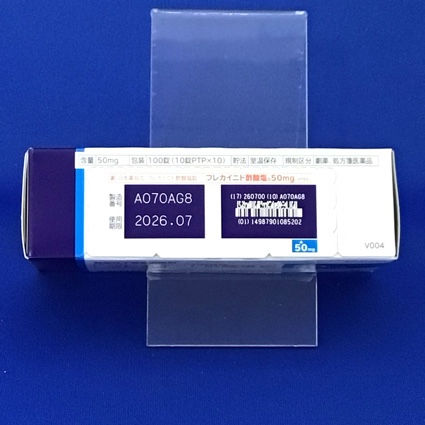 含量 50mg 包装 100錠(10錠PTP×10) 貯法 室温保存 規制区分 劇薬、処方箋医薬品
フレカイニド酢酸塩錠50mg
製造番号 A070AG8
使用期限 2026.07
(17) 260700 (10) A070AG8
(01) 14987901085202
50mg
V004